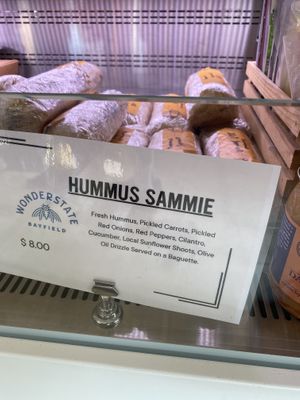 HUMMUS SAMMIE
WONDERSTATE
BAYFIELD
$ 8.00
Fresh Hummus, Pickled Carrots, Pickled
Red Onions, Red Peppers, Cilantro,
Cucumber, Local Sunflower Shoots, Olive
Oil Drizzle Served on a Baguette.